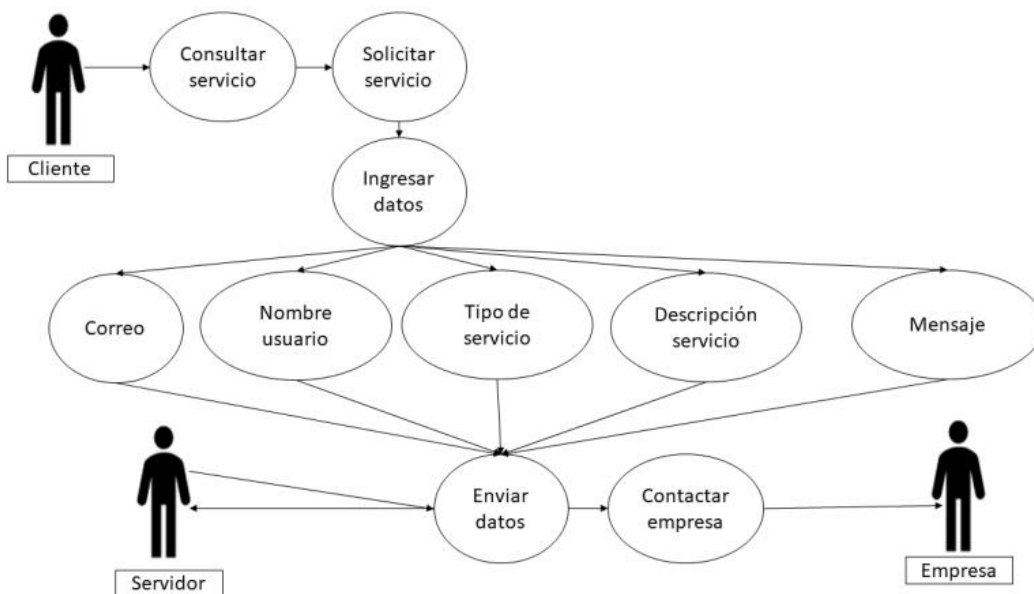 Consultar
servicio
Solicitar
servicio
Cliente
Ingresar
datos
Correo
Nombre
usuario
Tipo de
servicio
Descripción
servicio
Mensaje
Servidor
Enviar
datos
Contactar
empresa
Empresa